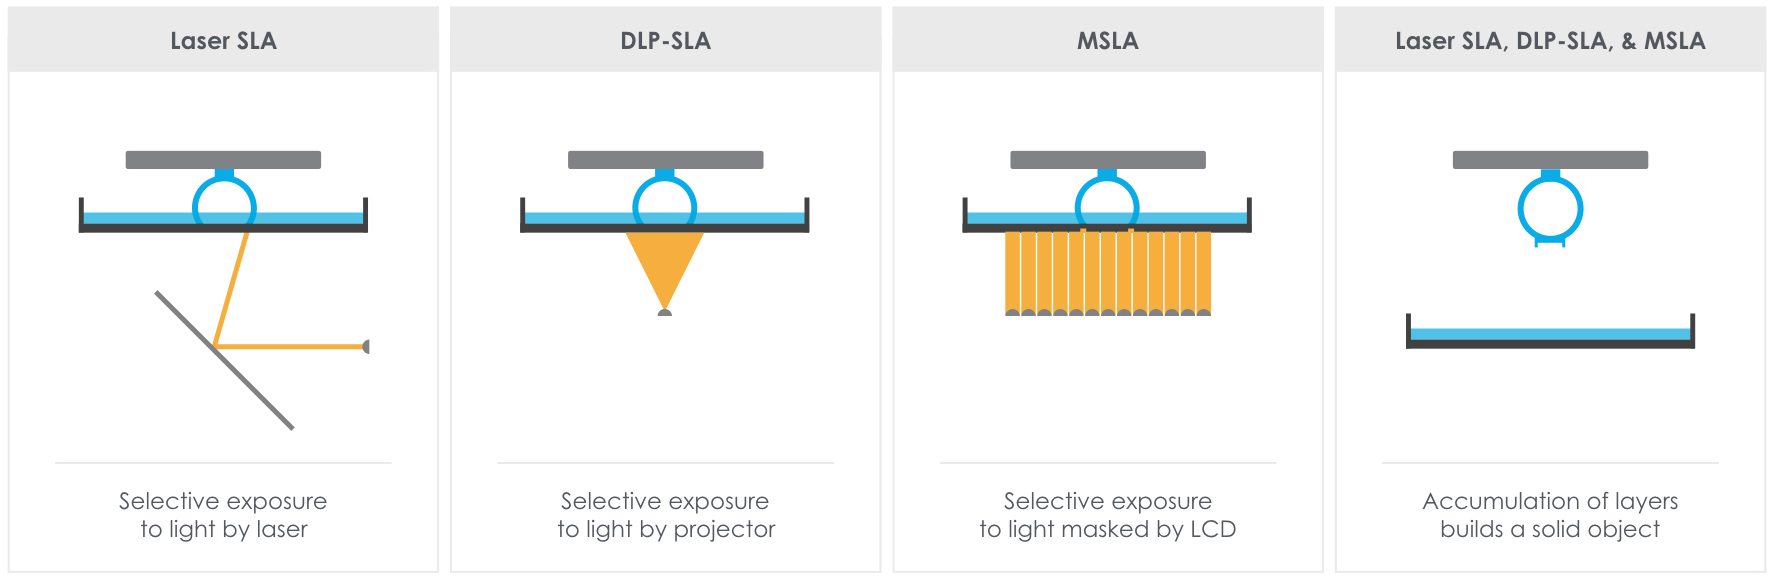 Laser SLA
Selective exposure
to light by laser
DLP-SLA
Selective exposure
to light by projector
MSLA
Selective exposure
to light masked by LCD
Laser SLA, DLP-SLA, & MSLA
Accumulation of layers
builds a solid object